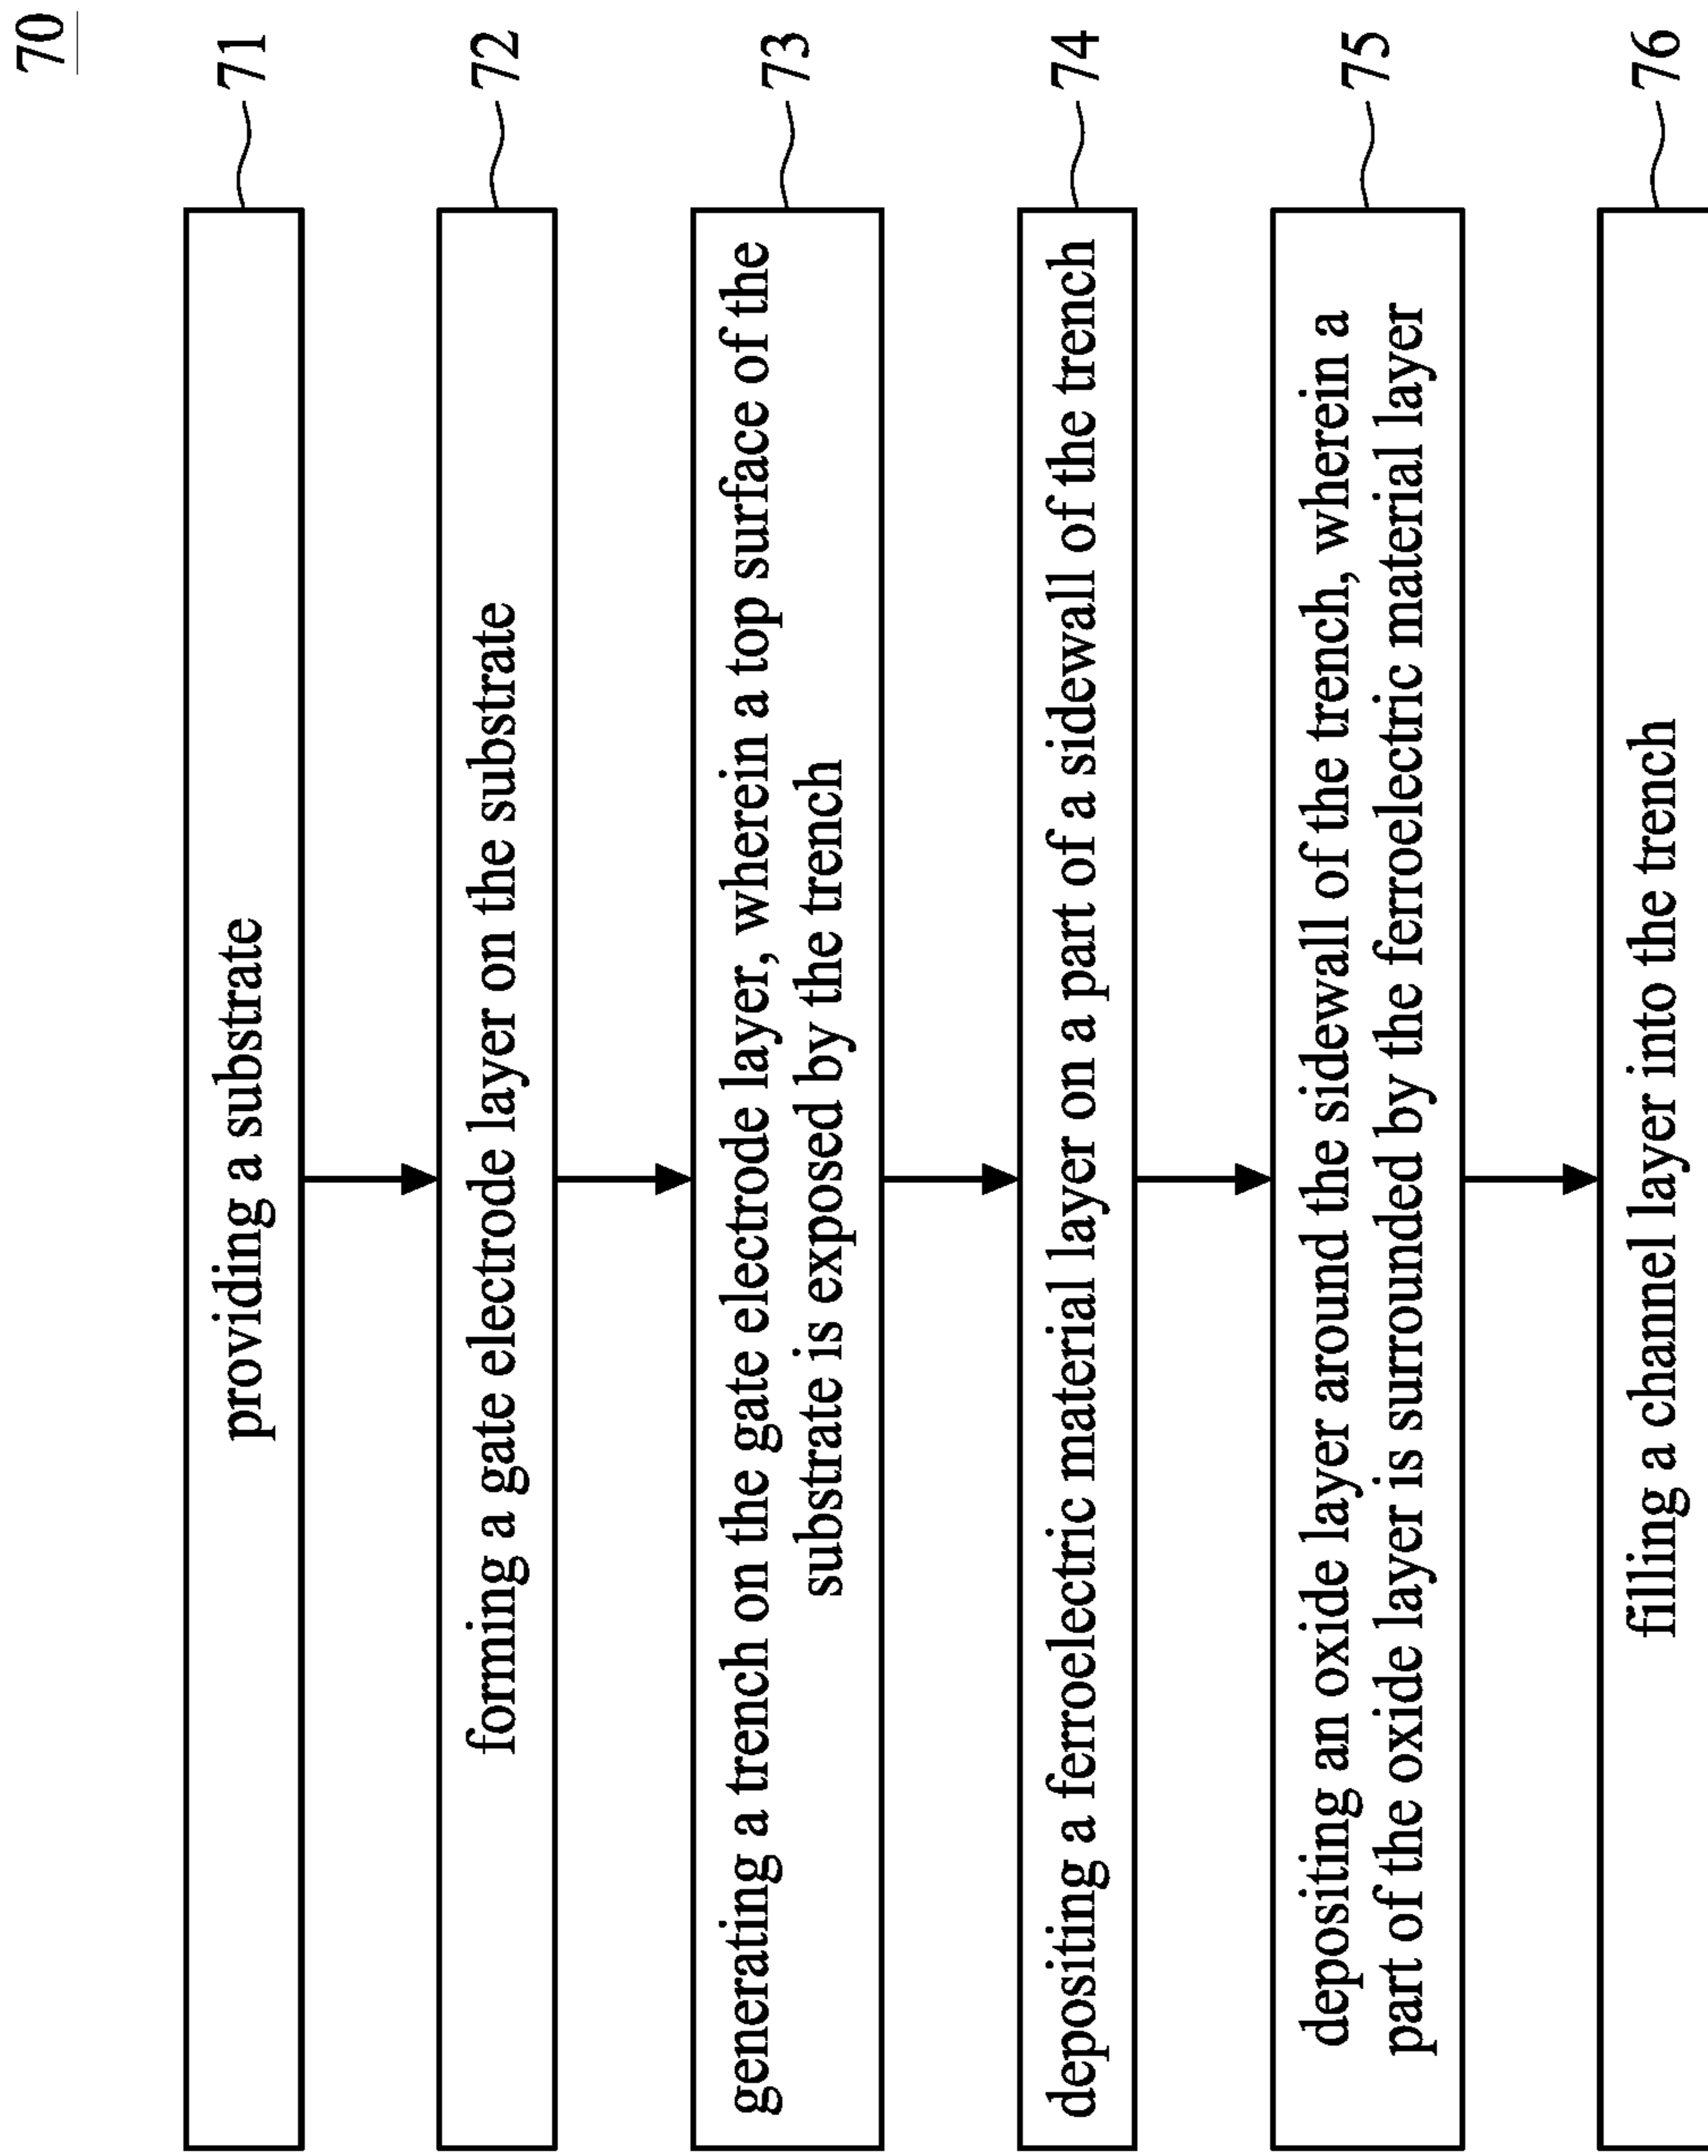 70
providing a substrate
71
forming a gate electrode layer on the substrate
72
generating a trench on the gate electrode layer, wherein a top surface of the
substrate is exposed by the trench
73
depositing a ferroelectric material layer on a part of a sidewall of the trench
74
depositing an oxide layer around the sidewall of the trench, wherein a
part of the oxide layer is surrounded by the ferroelectric material layer
75
filling a channel layer into the trench
76